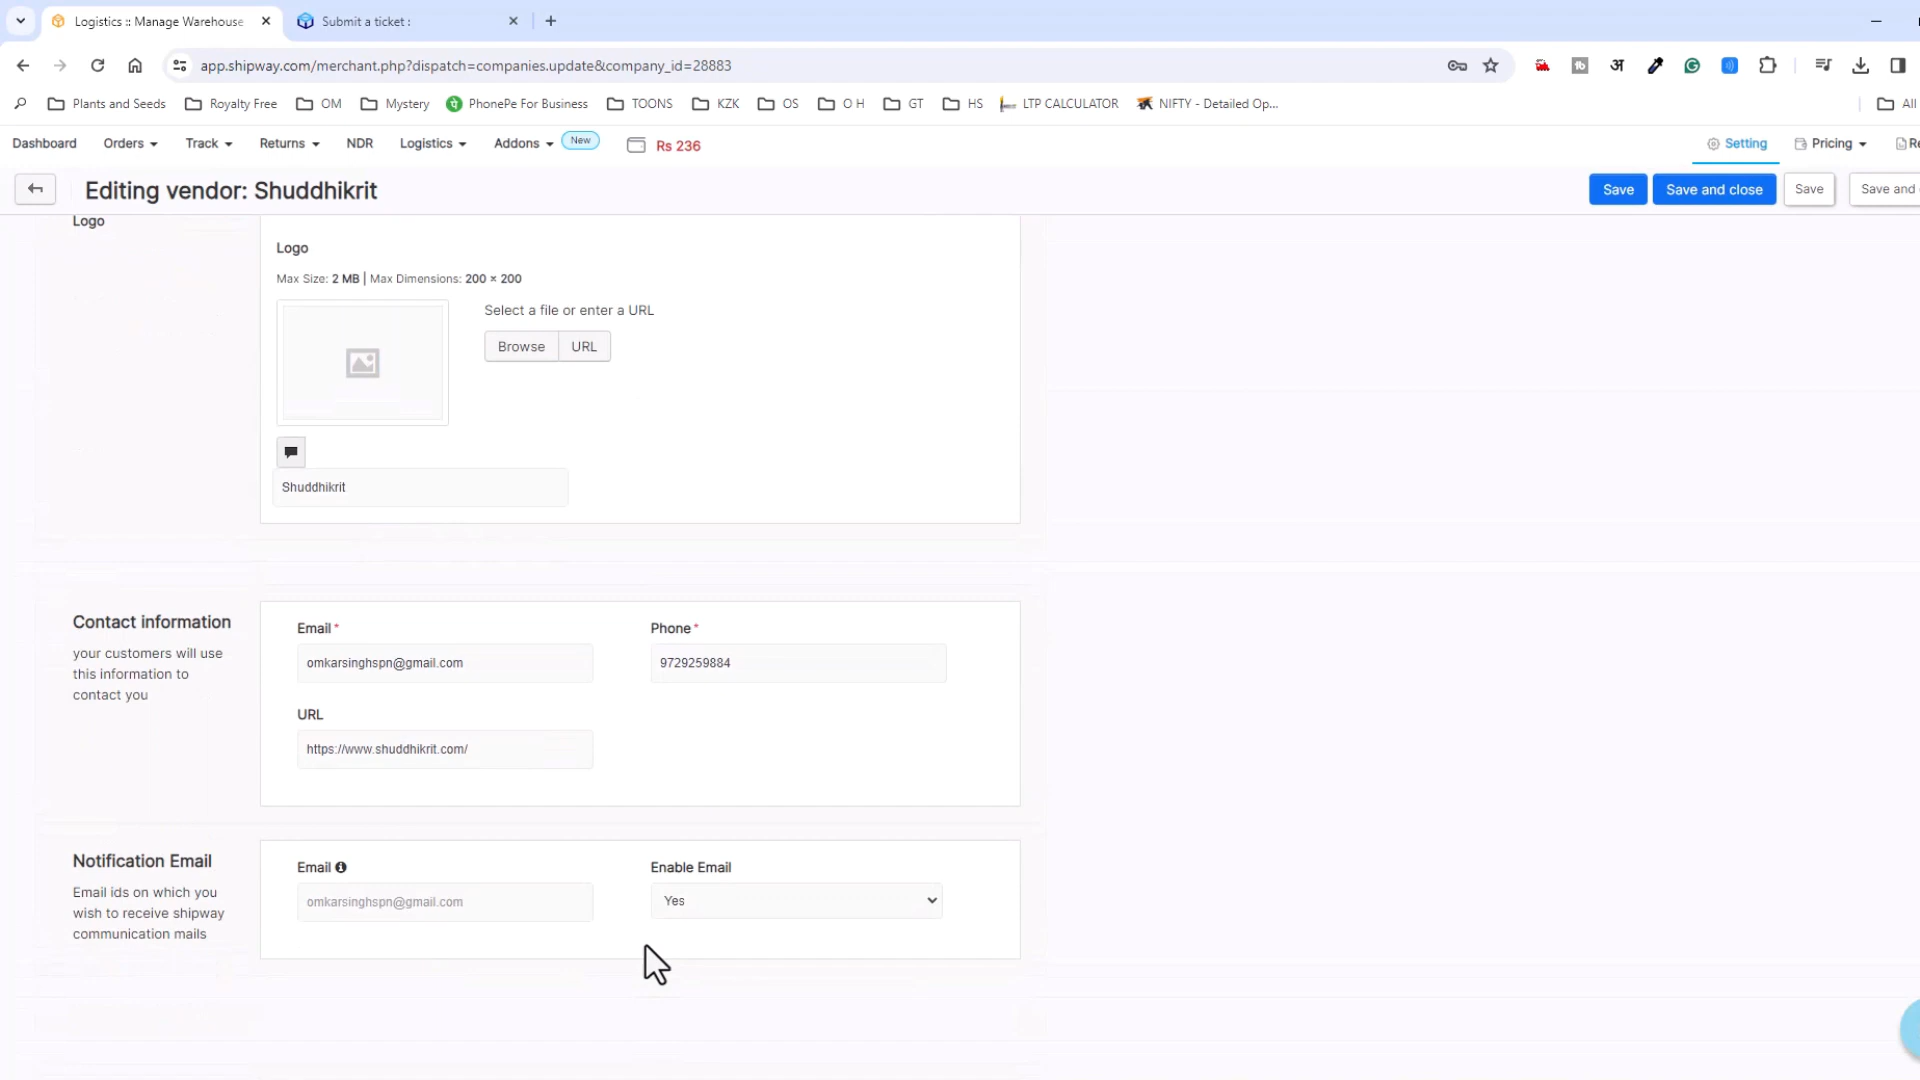 Logistics :: Manage Warehouse
Submit a ticket :
app.shipway.com/merchant.php?dispatch=companies.update&company_id=28883
Plants and Seeds
Royalty Free
OM
Mystery
PhonePe For Business
TOONS
KZK
OS
O H
GT
HS
LTP CALCULATOR
NIFTY - Detailed Op...
All
Dashboard
Orders
Track
Returns
NDR
Logistics
Addons
New
Rs 236
Setting
Pricing
Re
Editing vendor: Shuddhikrit
Save
Save and close
Save
Save and
Logo
Logo
Max Size: 2 MB | Max Dimensions: 200 × 200
Select a file or enter a URL
Browse
URL
Shuddhikrit
Contact information
your customers will use
this information to
contact you
Email *
omkarsinghspn@gmail.com
Phone *
9729259884
URL
https://www.shuddhikrit.com/
Notification Email
Email ids on which you
wish to receive shipway
communication mails
Email
omkarsinghspn@gmail.com
Enable Email
Yes